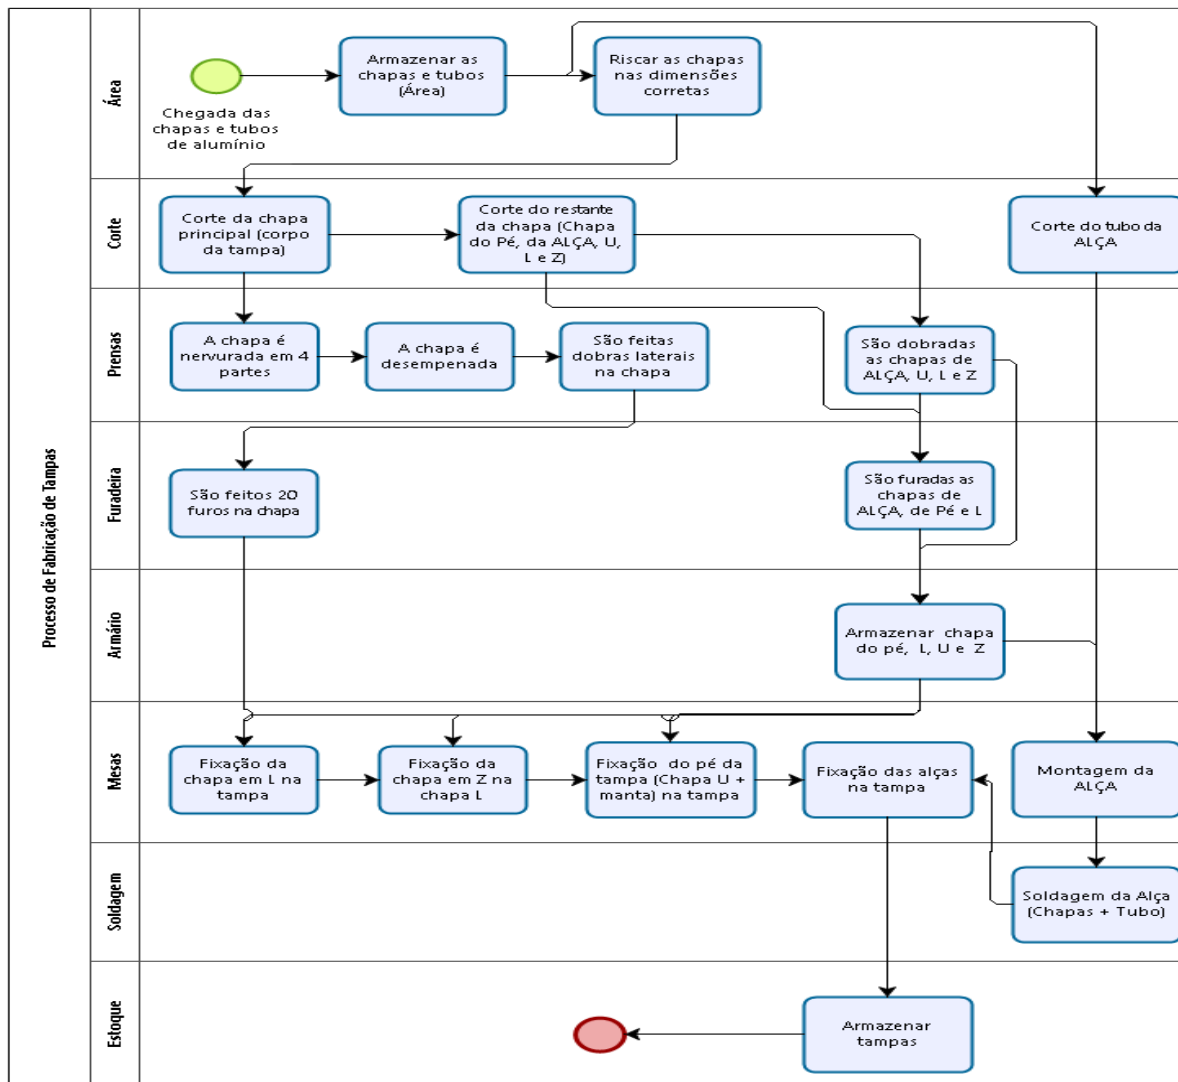 Processo de Fabricação de Tampas
Área
Chegada das
chapas e tubos
de alumínio
Armazenar as
chapas e tubos
(Área)
Riscar as chapas
nas dimensões
corretas
Corte
Corte da chapa
principal (corpo
da tampa)
Corte do restante
da chapa (Chapa
do Pé, da ALÇA, U,
L e Z)
Corte do tubo da
ALÇA
Prensas
A chapa é
nervurada em 4
partes
A chapa é
desempenada
São feitas
dobras laterais
na chapa
São dobradas
as chapas de
ALÇA, U, L e Z
Furadeira
São feitos 20
furos na chapa
São furadas as
chapas de
ALÇA, de Pé e L
Armário
Armazenar chapa
do pé, L, U e Z
Mesas
Fixação da
chapa em L na
tampa
Fixação da
chapa em Z na
chapa L
Fixação do pé da
tampa (Chapa U +
manta) na tampa
Fixação das alças
na tampa
Montagem da
ALÇA
Soldagem
Soldagem da Alça
(Chapas + Tubo)
Estoque
Armazenar
tampas